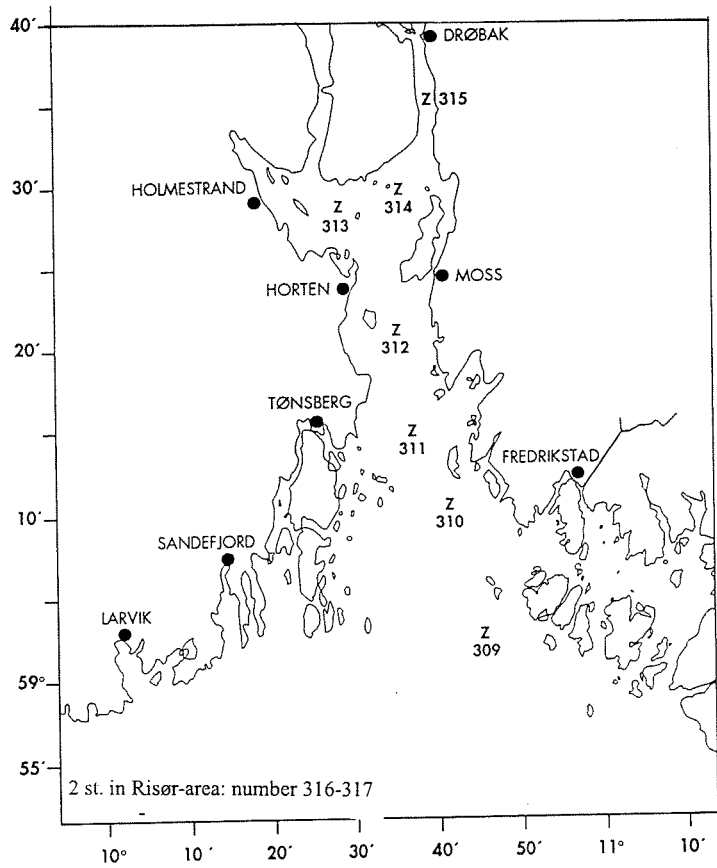 40´
DRØBAK
Z 315
30´
HOLMESTRAND
Z
314
Z
313
MOSS
HORTEN
Z
312
20´
TØNSBERG
Z
311
FREDRIKSTAD
Z
310
10´
SANDEFJORD
LARVIK
Z
309
59°
55´
2 st. in Risør-area: number 316-317
10° 10´ 20´ 30´ 40´ 50´ 11° 10´